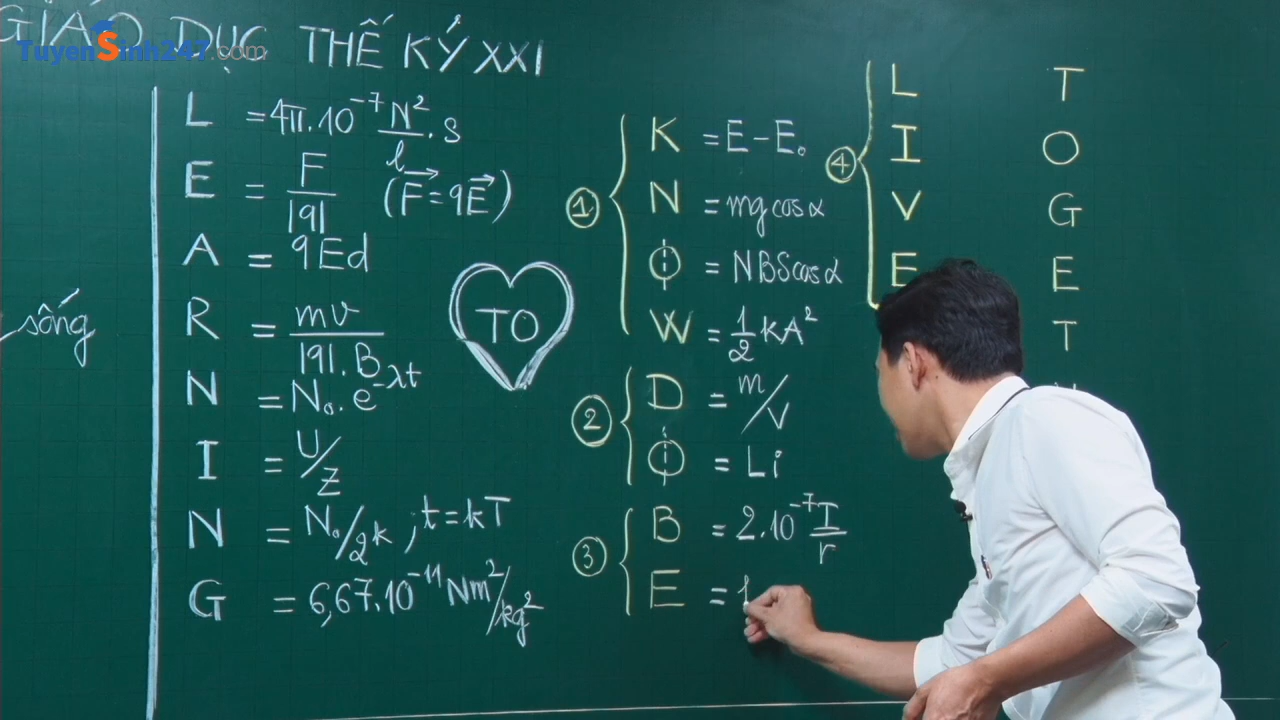 GIÁO DỤC THẾ KỶ XXI
TuyenSinh247.com
sống
L = 4π.10⁻⁷ N²/l . S
E = F/|q| (F⃗ = qE⃗)
A = qEd
R = mv/|q|.B
N = N₀.e^-λt
I = U/Z
N = N₀/2^k ; t = kT
G = 6,67.10⁻¹¹ Nm²/kg²
TO
① K = E - E₀
N = mg cos α
Φ = NBS cos α
W = 1/2 kA²
② D = m/V
Φ = Li
③ B = 2.10⁻⁷ I/r
E =
④ L
I
V
E
T
O
G
E
T